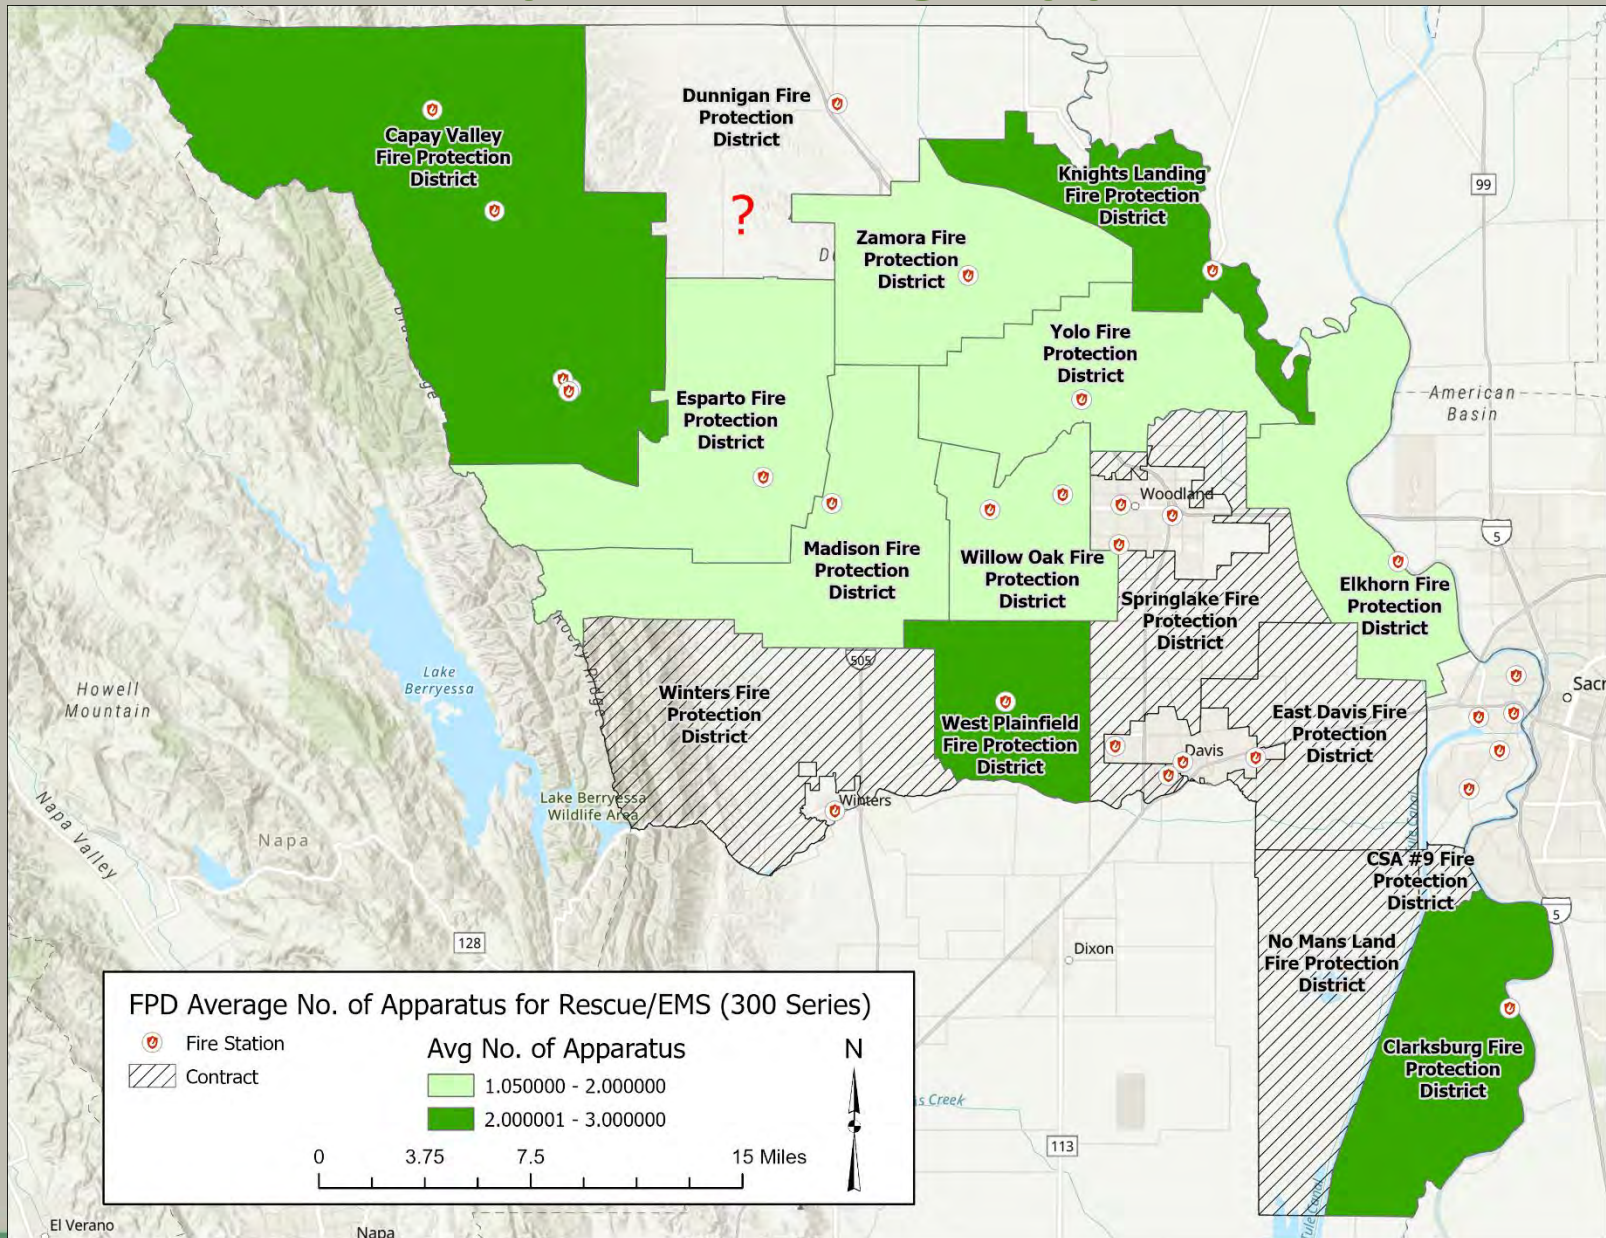 Dunnigan Fire
Protection
District
?
Capay Valley
Fire Protection
District
Knights Landing
Fire Protection
District
99
Zamora Fire
Protection
District
Yolo Fire
Protection
District
American
Basin
Esparto Fire
Protection
District
Woodland
5
Madison Fire
Protection
District
Willow Oak Fire
Protection
District
Springlake Fire
Protection
District
Elkhorn Fire
Protection
District
Rocky Ridge
505
Lake
Berryessa
Howell
Mountain
Winters Fire
Protection
District
West Plainfield
Fire Protection
District
East Davis Fire
Protection
District
Sacr
Davis
Lake Berryessa
Wildlife Area
Winters
Napa Valley
Napa
CSA #9 Fire
Protection
District
5
128
Dixon
No Mans Land
Fire Protection
District
Clarksburg Fire
Protection
District
FPD Average No. of Apparatus for Rescue/EMS (300 Series)
Fire Station
Contract
Avg No. of Apparatus
1.050000 - 2.000000
2.000001 - 3.000000
N
0 3.75 7.5 15 Miles
s Creek
113
Tule Canal
El Verano
Napa